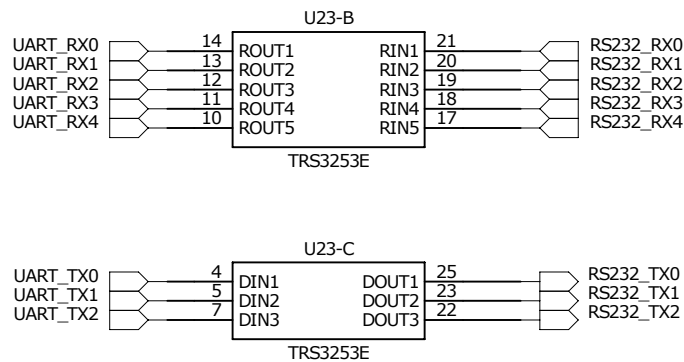 U23-B
UART_RX0 14 ROUT1 RIN1 21 RS232_RX0
UART_RX1 13 ROUT2 RIN2 20 RS232_RX1
UART_RX2 12 ROUT3 RIN3 19 RS232_RX2
UART_RX3 11 ROUT4 RIN4 18 RS232_RX3
UART_RX4 10 ROUT5 RIN5 17 RS232_RX4
TRS3253E
U23-C
UART_TX0 4 DIN1 DOUT1 25 RS232_TX0
UART_TX1 5 DIN2 DOUT2 23 RS232_TX1
UART_TX2 7 DIN3 DOUT3 22 RS232_TX2
TRS3253E